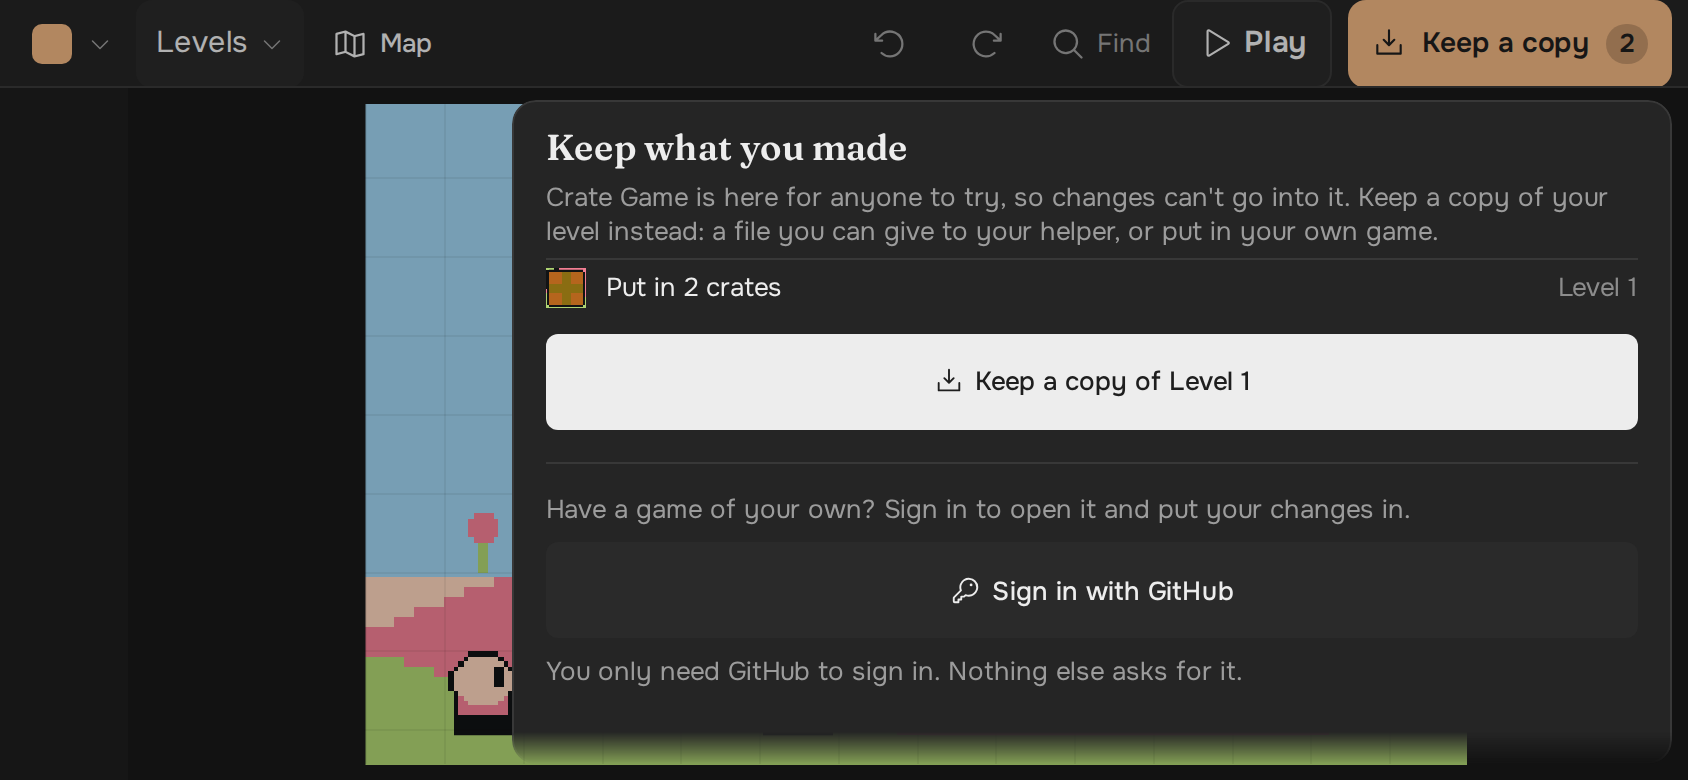 Levels
Map
Find
Play
Keep a copy 2
Keep what you made
Crate Game is here for anyone to try, so changes can't go into it. Keep a copy of your
level instead: a file you can give to your helper, or put in your own game.
Put in 2 crates
Level 1
Keep a copy of Level 1
Have a game of your own? Sign in to open it and put your changes in.
Sign in with GitHub
You only need GitHub to sign in. Nothing else asks for it.